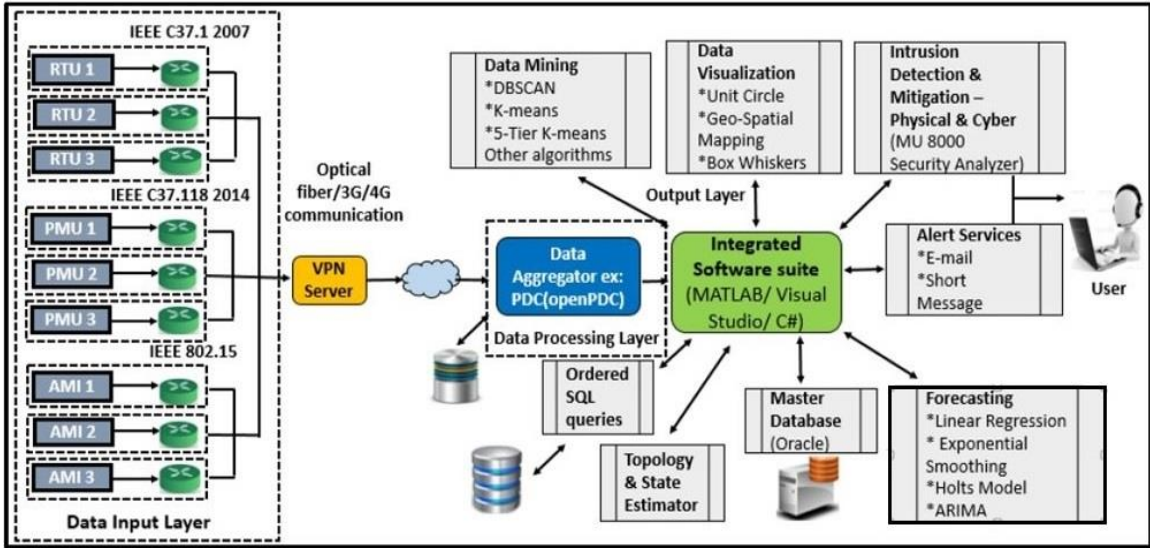 IEEE C37.1 2007
RTU 1
RTU 2
RTU 3
IEEE C37.118 2014
PMU 1
PMU 2
PMU 3
IEEE 802.15
AMI 1
AMI 2
AMI 3
Data Input Layer
Optical
fiber/3G/4G
communication
VPN
Server
Data
Aggregator ex:
PDC(openPDC)
Data Processing Layer
Data Mining
*DBSCAN
*K-means
*5-Tier K-means
Other algorithms
Data
Visualization
*Unit Circle
*Geo-Spatial
Mapping
*Box Whiskers
Intrusion
Detection &
Mitigation –
Physical & Cyber
(MU 8000
Security Analyzer)
Output Layer
Integrated
Software suite
(MATLAB/ Visual
Studio/ C#)
Alert Services
*E-mail
*Short
Message
User
Ordered
SQL
queries
Topology
& State
Estimator
Master
Database
(Oracle)
Forecasting
*Linear Regression
* Exponential
Smoothing
*Holts Model
*ARIMA